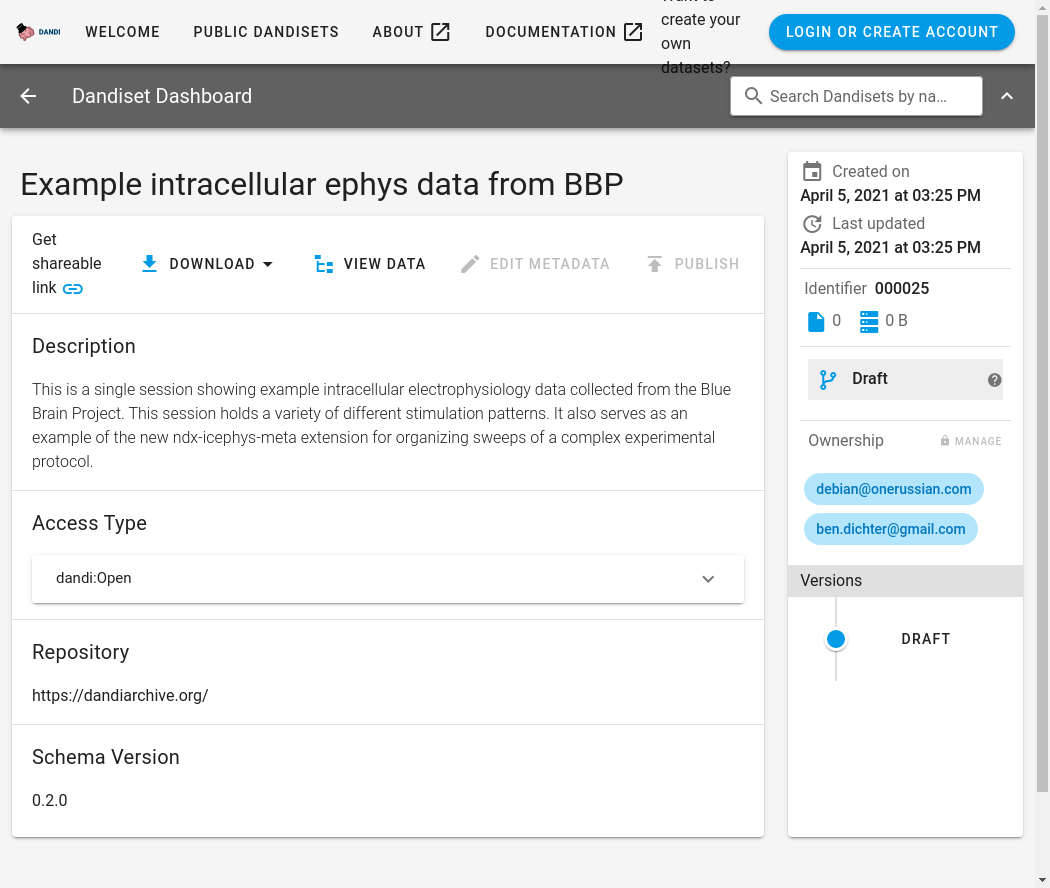 DANDI
WELCOME
PUBLIC DANDISETS
ABOUT
DOCUMENTATION
create your
own
datasets?
LOGIN OR CREATE ACCOUNT
Dandiset Dashboard
Search Dandisets by na…
Example intracellular ephys data from BBP
Get
shareable
link
DOWNLOAD
VIEW DATA
EDIT METADATA
PUBLISH
Description
This is a single session showing example intracellular electrophysiology data collected from the Blue
Brain Project. This session holds a variety of different stimulation patterns. It also serves as an
example of the new ndx-icephys-meta extension for organizing sweeps of a complex experimental
protocol.
Access Type
dandi:Open
Repository
https://dandiarchive.org/
Schema Version
0.2.0
Created on
April 5, 2021 at 03:25 PM
Last updated
April 5, 2021 at 03:25 PM
Identifier 000025
0 0 B
Draft
Ownership
MANAGE
debian@onerussian.com
ben.dichter@gmail.com
Versions
DRAFT